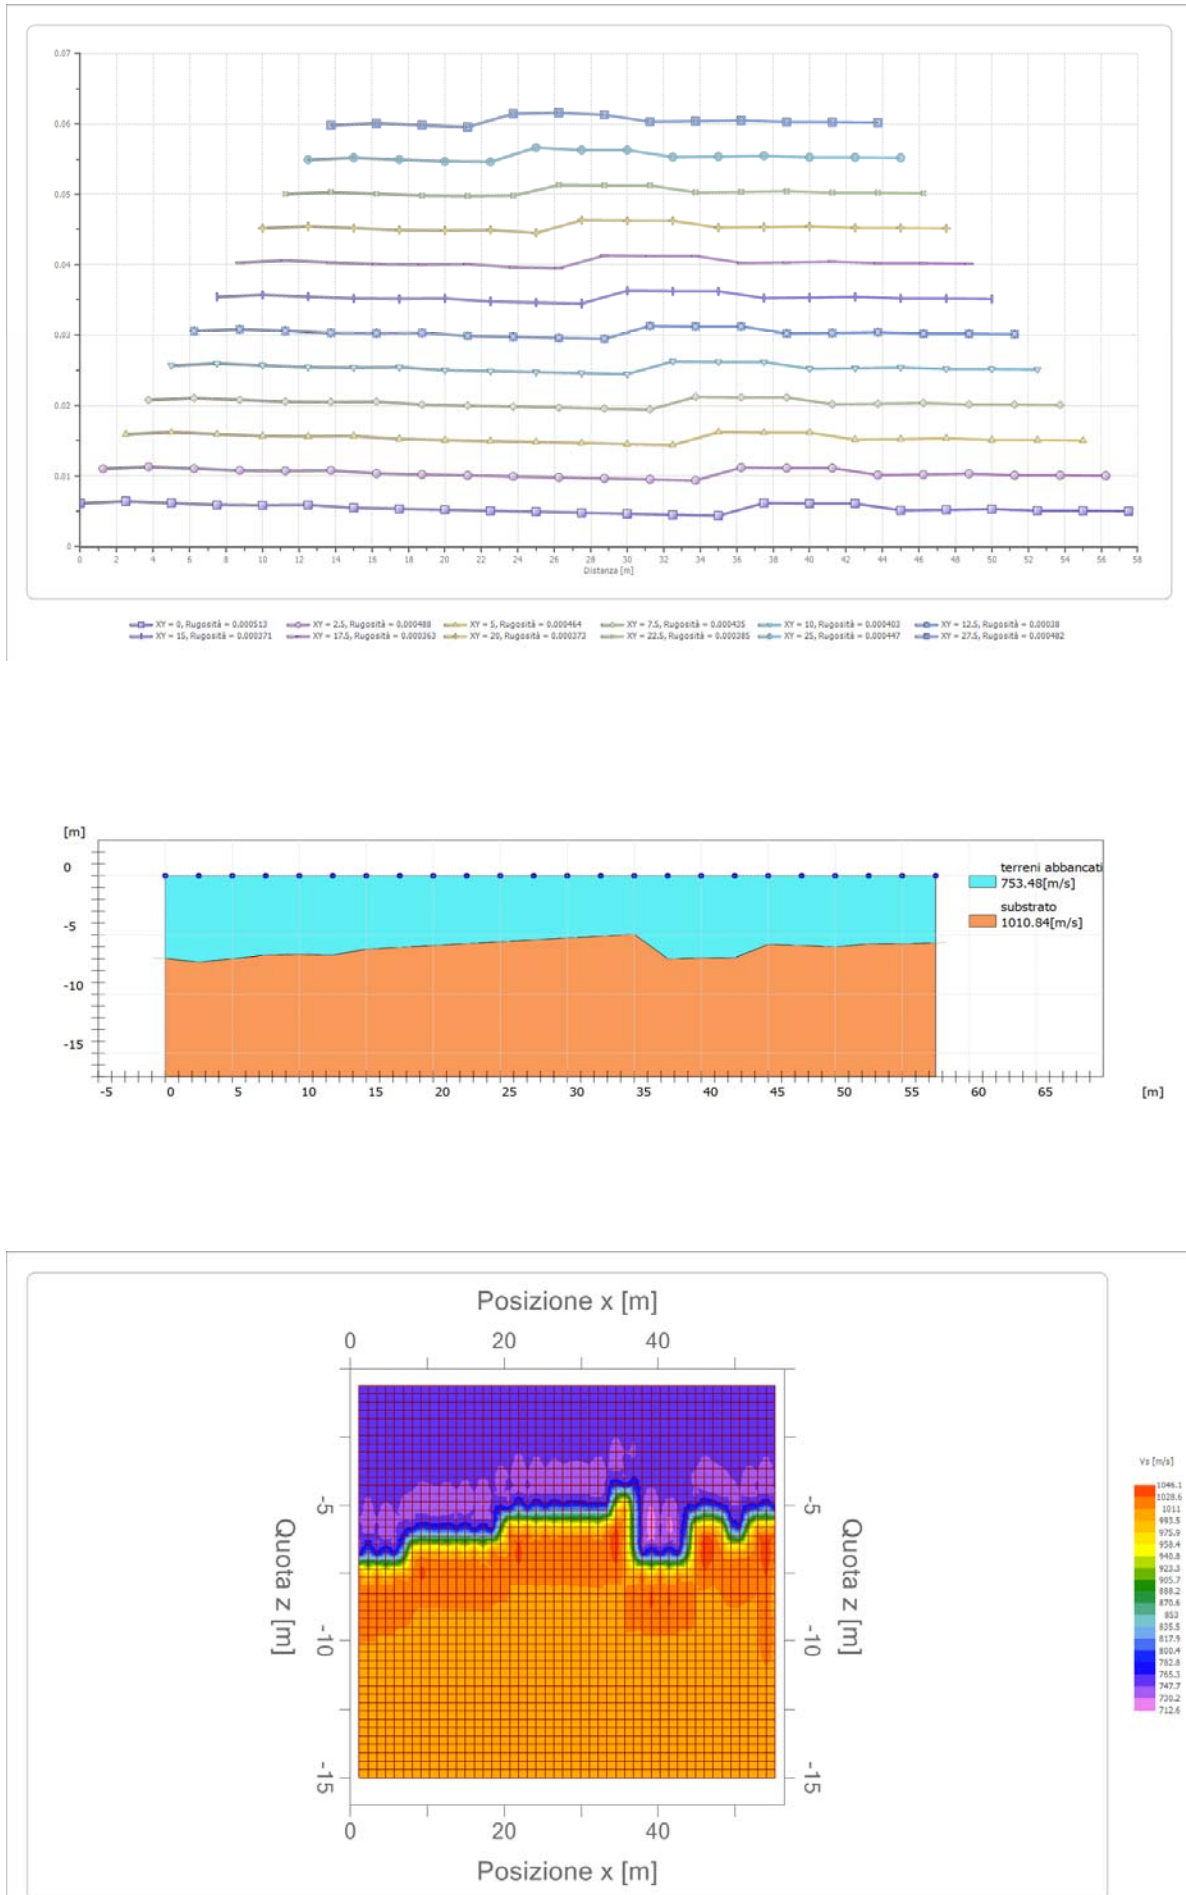 0.07
0.06
0.05
0.04
0.03
0.02
0.01
0
0 2 4 6 8 10 12 14 16 18 20 22 24 26 28 30 32 34 36 38 40 42 44 46 48 50 52 54 56 58
Distanza [m]
XY = 0, Rugosità = 0.000513 XY = 2.5, Rugosità = 0.000488 XY = 5, Rugosità = 0.000464 XY = 7.5, Rugosità = 0.000435 XY = 10, Rugosità = 0.000403 XY = 12.5, Rugosità = 0.00038
XY = 15, Rugosità = 0.000371 XY = 17.5, Rugosità = 0.000363 XY = 20, Rugosità = 0.000373 XY = 22.5, Rugosità = 0.000385 XY = 25, Rugosità = 0.000447 XY = 27.5, Rugosità = 0.000482
[m]
0
-5
-10
-15
terreni abbancati
753.48[m/s]
substrato
1010.84[m/s]
-5 0 5 10 15 20 25 30 35 40 45 50 55 60 65 [m]
Posizione x [m]
0 20 40
-5 -5
Quota z [m] Quota z [m]
-10 -10
-15 -15
0 20 40
Posizione x [m]
Vs [m/s]
1046.1
1028.6
1011
993.5
975.9
958.4
940.8
923.3
905.7
888.2
870.6
853
835.5
817.9
800.4
782.8
765.3
747.7
730.2
712.6